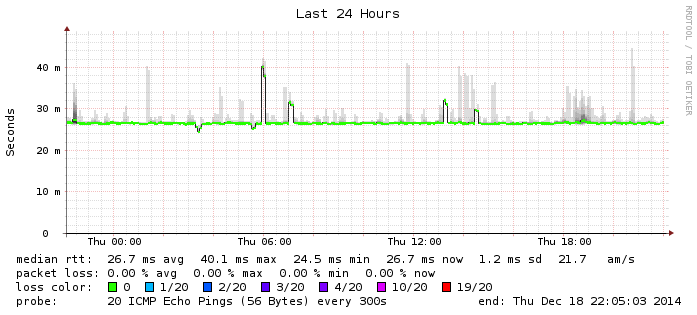 Last 24 Hours
RRDTOOL / TOBI OETIKER
Seconds
40 m
30 m
20 m
10 m
0
Thu 00:00 Thu 06:00 Thu 12:00 Thu 18:00
median rtt: 26.7 ms avg 40.1 ms max 24.5 ms min 26.7 ms now 1.2 ms sd 21.7 am/s
packet loss: 0.00 % avg 0.00 % max 0.00 % min 0.00 % now
loss color: 0 1/20 2/20 3/20 4/20 10/20 19/20
probe: 20 ICMP Echo Pings (56 Bytes) every 300s end: Thu Dec 18 22:05:03 2014